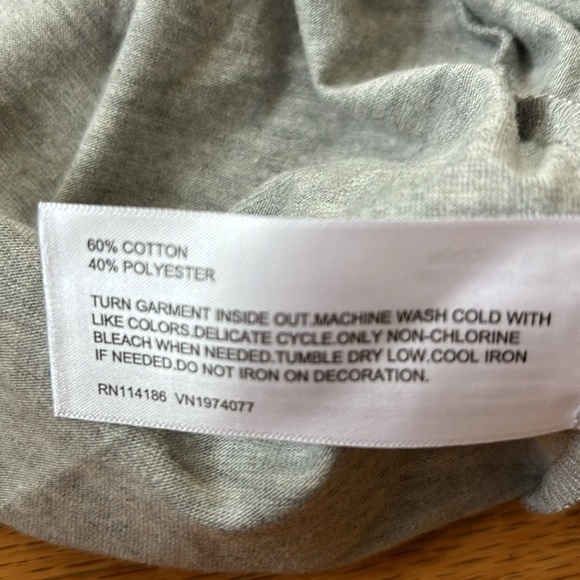 60% COTTON
40% POLYESTER
TURN GARMENT INSIDE OUT.MACHINE WASH COLD WITH
LIKE COLORS.DELICATE CYCLE.ONLY NON-CHLORINE
BLEACH WHEN NEEDED.TUMBLE DRY LOW.COOL IRON
IF NEEDED.DO NOT IRON ON DECORATION.
RN114186 VN1974077